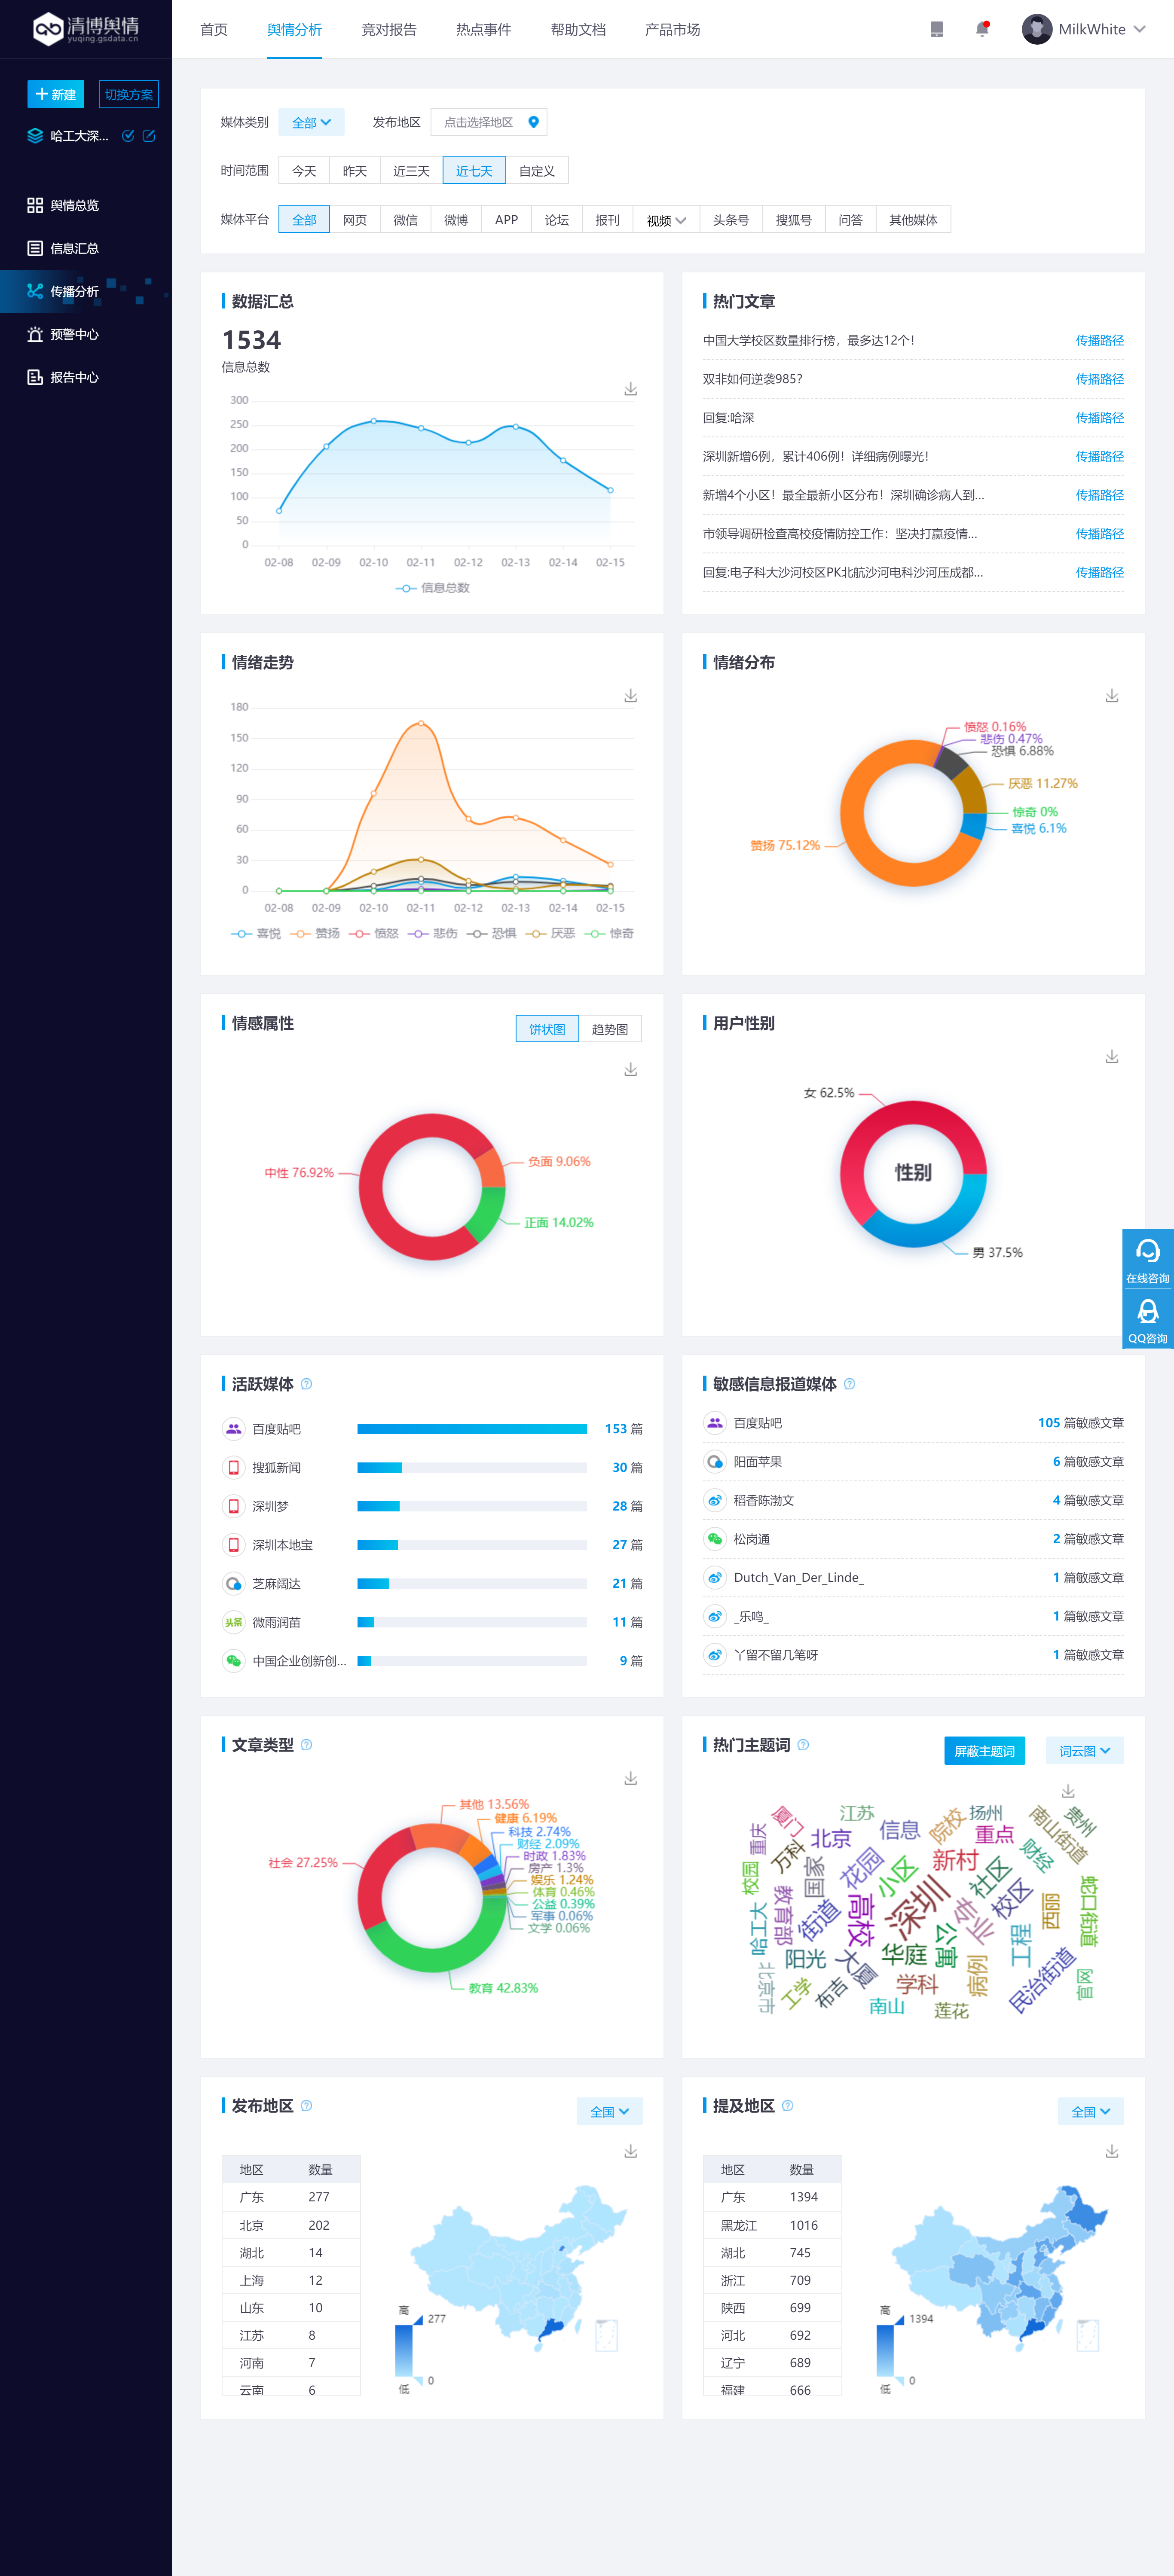 清博舆情
yuqing.gsdata.cn
首页 舆情分析 竞对报告 热点事件 帮助文档 产品市场
MilkWhite
新建 切换方案
哈工大深...
舆情总览
信息汇总
传播分析
预警中心
报告中心
媒体类别 全部 发布地区 点击选择地区
时间范围 今天 昨天 近三天 近七天 自定义
媒体平台 全部 网页 微信 微博 APP 论坛 报刊 视频 头条号 搜狐号 问答 其他媒体
数据汇总
1534
信息总数
300
250
200
150
100
50
0
02-08 02-09 02-10 02-11 02-12 02-13 02-14 02-15
信息总数
热门文章
中国大学校区数量排行榜，最多达12个！ 传播路径
双非如何逆袭985？ 传播路径
回复:哈深 传播路径
深圳新增6例，累计406例！详细病例曝光！ 传播路径
新增4个小区！最全最新小区分布！深圳确诊病人到... 传播路径
市领导调研检查高校疫情防控工作：坚决打赢疫情... 传播路径
回复:电子科大沙河校区PK北航沙河电科沙河压成都... 传播路径
情绪走势
180
150
120
90
60
30
0
02-08 02-09 02-10 02-11 02-12 02-13 02-14 02-15
喜悦 赞扬 愤怒 悲伤 恐惧 厌恶 惊奇
情绪分布
愤怒 0.16%
悲伤 0.47%
恐惧 6.88%
厌恶 11.27%
惊奇 0%
喜悦 6.1%
赞扬 75.12%
情感属性
饼状图 趋势图
负面 9.06%
中性 76.92%
正面 14.02%
用户性别
女 62.5%
性别
男 37.5%
在线咨询
QQ咨询
活跃媒体
百度贴吧 153 篇
搜狐新闻 30 篇
深圳梦 28 篇
深圳本地宝 27 篇
芝麻阔达 21 篇
头条 微雨润苗 11 篇
中国企业创新创... 9 篇
敏感信息报道媒体
百度贴吧 105 篇敏感文章
阳面苹果 6 篇敏感文章
稻香陈渤文 4 篇敏感文章
松岗通 2 篇敏感文章
Dutch_Van_Der_Linde_ 1 篇敏感文章
_乐鸣_ 1 篇敏感文章
丫留不留几笔呀 1 篇敏感文章
文章类型
其他 13.56%
健康 6.19%
科技 2.74%
财经 2.09%
时政 1.83%
房产 1.3%
娱乐 1.24%
体育 0.46%
公益 0.39%
军事 0.06%
文学 0.06%
社会 27.25%
教育 42.83%
热门主题词
屏蔽主题词 词云图
厦门
江苏
院校
扬州
南山街道
贵州
重庆
万科
北京
信息
重点
财经
校园
国家
花园
小区
新村
社区
校区
西丽
蛇口街道
哈工大
教育部
街道
高校
深圳
专业
工程
阳光
大厦
华庭
公寓
病例
民治街道
网易
北京市
工学
布吉
学科
南山
莲花
发布地区
全国
地区 数量
广东 277
北京 202
湖北 14
上海 12
山东 10
江苏 8
河南 7
云南 6
高
277
0
低
提及地区
全国
地区 数量
广东 1394
黑龙江 1016
湖北 745
浙江 709
陕西 699
河北 692
辽宁 689
福建 666
高
1394
0
低